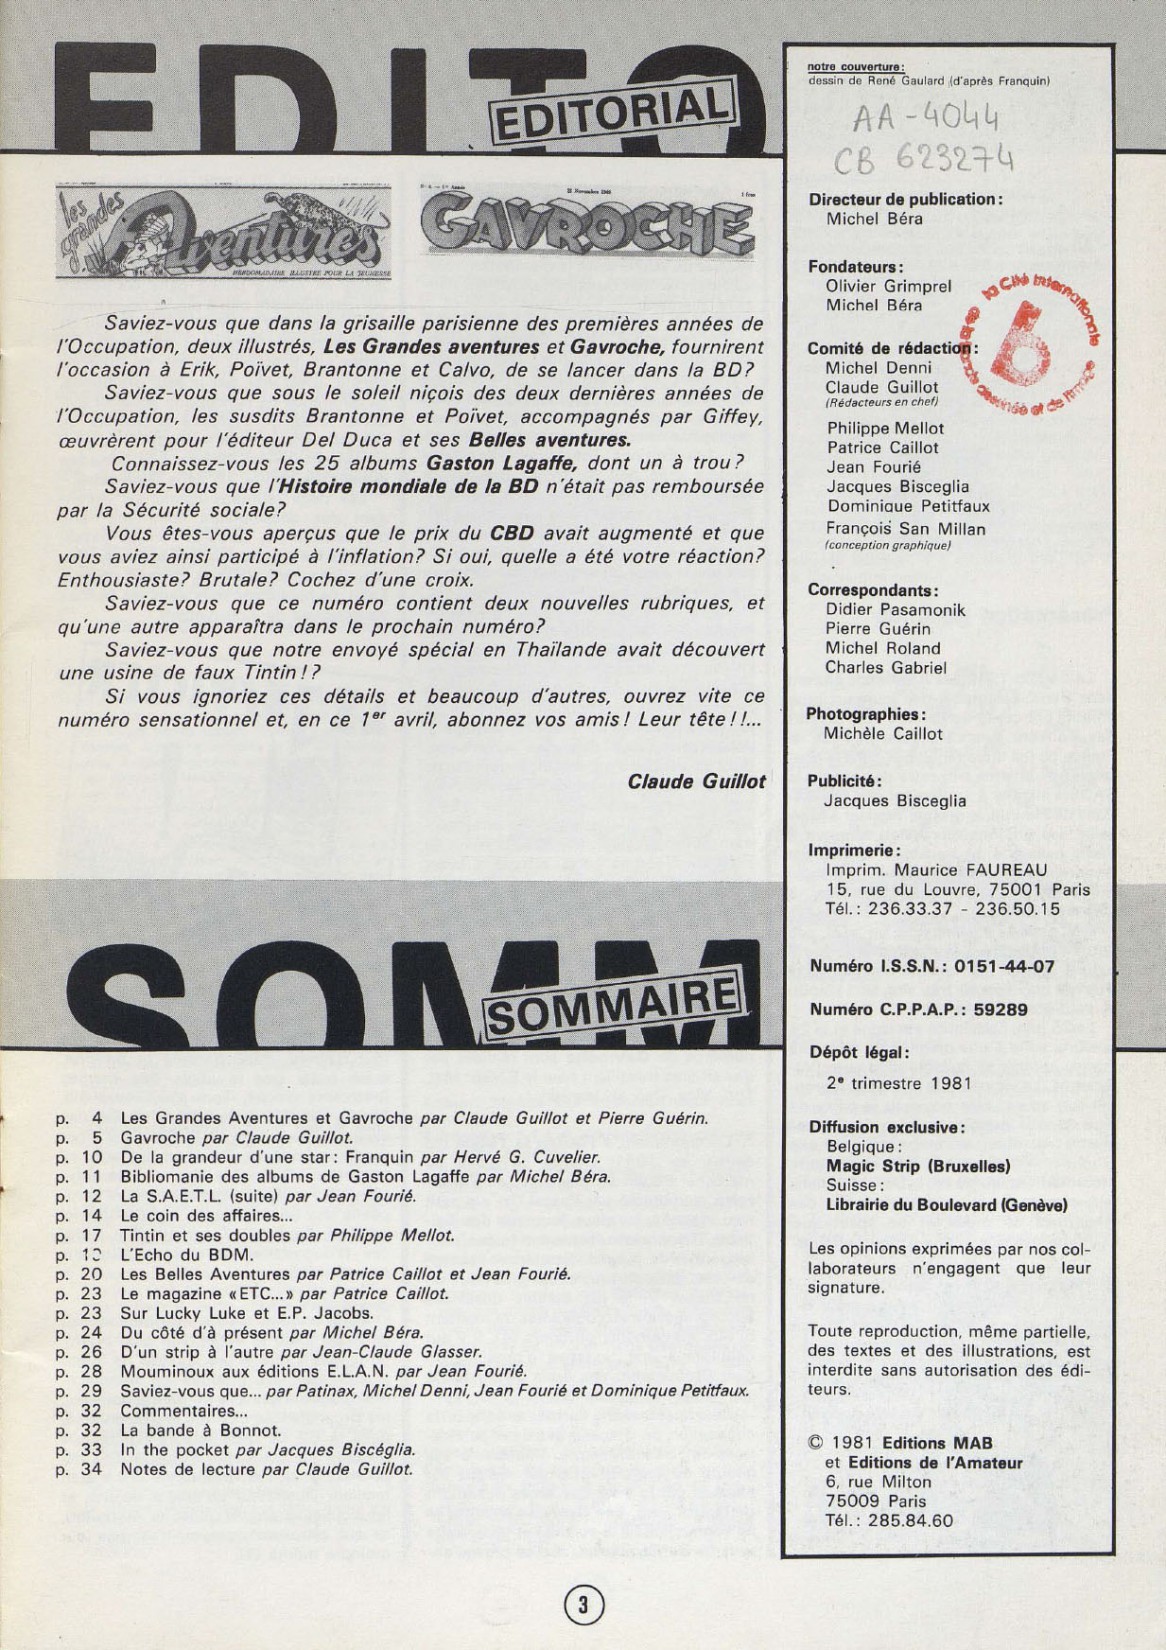 EDITO
EDITORIAL
les grandes Aventures
HEBDOMADAIRE ILLUSTRÉ POUR LA JEUNESSE
GAVROCHE
Saviez-vous que dans la grisaille parisienne des premières années de
l'Occupation, deux illustrés, Les Grandes aventures et Gavroche, fournirent
l'occasion à Erik, Poïvet, Brantonne et Calvo, de se lancer dans la BD?
Saviez-vous que sous le soleil niçois des deux dernières années de
l'Occupation, les susdits Brantonne et Poïvet, accompagnés par Giffey,
œuvrèrent pour l'éditeur Del Duca et ses Belles aventures.
Connaissez-vous les 25 albums Gaston Lagaffe, dont un à trou?
Saviez-vous que l'Histoire mondiale de la BD n'était pas remboursée
par la Sécurité sociale?
Vous êtes-vous aperçus que le prix du CBD avait augmenté et que
vous aviez ainsi participé à l'inflation? Si oui, quelle a été votre réaction?
Enthousiaste? Brutale? Cochez d'une croix.
Saviez-vous que ce numéro contient deux nouvelles rubriques, et
qu'une autre apparaîtra dans le prochain numéro?
Saviez-vous que notre envoyé spécial en Thaïlande avait découvert
une usine de faux Tintin!?
Si vous ignoriez ces détails et beaucoup d'autres, ouvrez vite ce
numéro sensationnel et, en ce 1er avril, abonnez vos amis! Leur tête!!...
Claude Guillot
SOMM
SOMMAIRE
p. 4 Les Grandes Aventures et Gavroche par Claude Guillot et Pierre Guérin.
p. 5 Gavroche par Claude Guillot.
p. 10 De la grandeur d'une star: Franquin par Hervé G. Cuvelier.
p. 11 Bibliomanie des albums de Gaston Lagaffe par Michel Béra.
p. 12 La S.A.E.T.L. (suite) par Jean Fourié.
p. 14 Le coin des affaires...
p. 17 Tintin et ses doubles par Philippe Mellot.
p. L'Echo du BDM.
p. 20 Les Belles Aventures par Patrice Caillot et Jean Fourié.
p. 23 Le magazine «ETC...» par Patrice Caillot.
p. 23 Sur Lucky Luke et E.P. Jacobs.
p. 24 Du côté d'à présent par Michel Béra.
p. 26 D'un strip à l'autre par Jean-Claude Glasser.
p. 28 Mouminoux aux éditions E.L.A.N. par Jean Fourié.
p. 29 Saviez-vous que... par Patinax, Michel Denni, Jean Fourié et Dominique Petitfaux.
p. 32 Commentaires...
p. 32 La bande à Bonnot.
p. 33 In the pocket par Jacques Biscéglia.
p. 34 Notes de lecture par Claude Guillot.
notre couverture:
dessin de René Gaulard (d'après Franquin)
AA-4044
CB 623274
Directeur de publication:
Michel Béra
Fondateurs:
Olivier Grimprel
Michel Béra
la Cité internationale
de la bande dessinée et de l'image
6
Comité de rédaction:
Michel Denni
Claude Guillot
(Rédacteurs en chef)
Philippe Mellot
Patrice Caillot
Jean Fourié
Jacques Bisceglia
Dominique Petitfaux
François San Millan
(conception graphique)
Correspondants:
Didier Pasamonik
Pierre Guérin
Michel Roland
Charles Gabriel
Photographies:
Michèle Caillot
Publicité:
Jacques Bisceglia
Imprimerie:
Imprim. Maurice FAUREAU
15, rue du Louvre, 75001 Paris
Tél.: 236.33.37 - 236.50.15
Numéro I.S.S.N.: 0151-44-07
Numéro C.P.P.A.P.: 59289
Dépôt légal:
2e trimestre 1981
Diffusion exclusive:
Belgique:
Magic Strip (Bruxelles)
Suisse:
Librairie du Boulevard (Genève)
Les opinions exprimées par nos col-
laborateurs n'engagent que leur
signature.
Toute reproduction, même partielle,
des textes et des illustrations, est
interdite sans autorisation des édi-
teurs.
© 1981 Editions MAB
et Editions de l'Amateur
6, rue Milton
75009 Paris
Tél.: 285.84.60
3